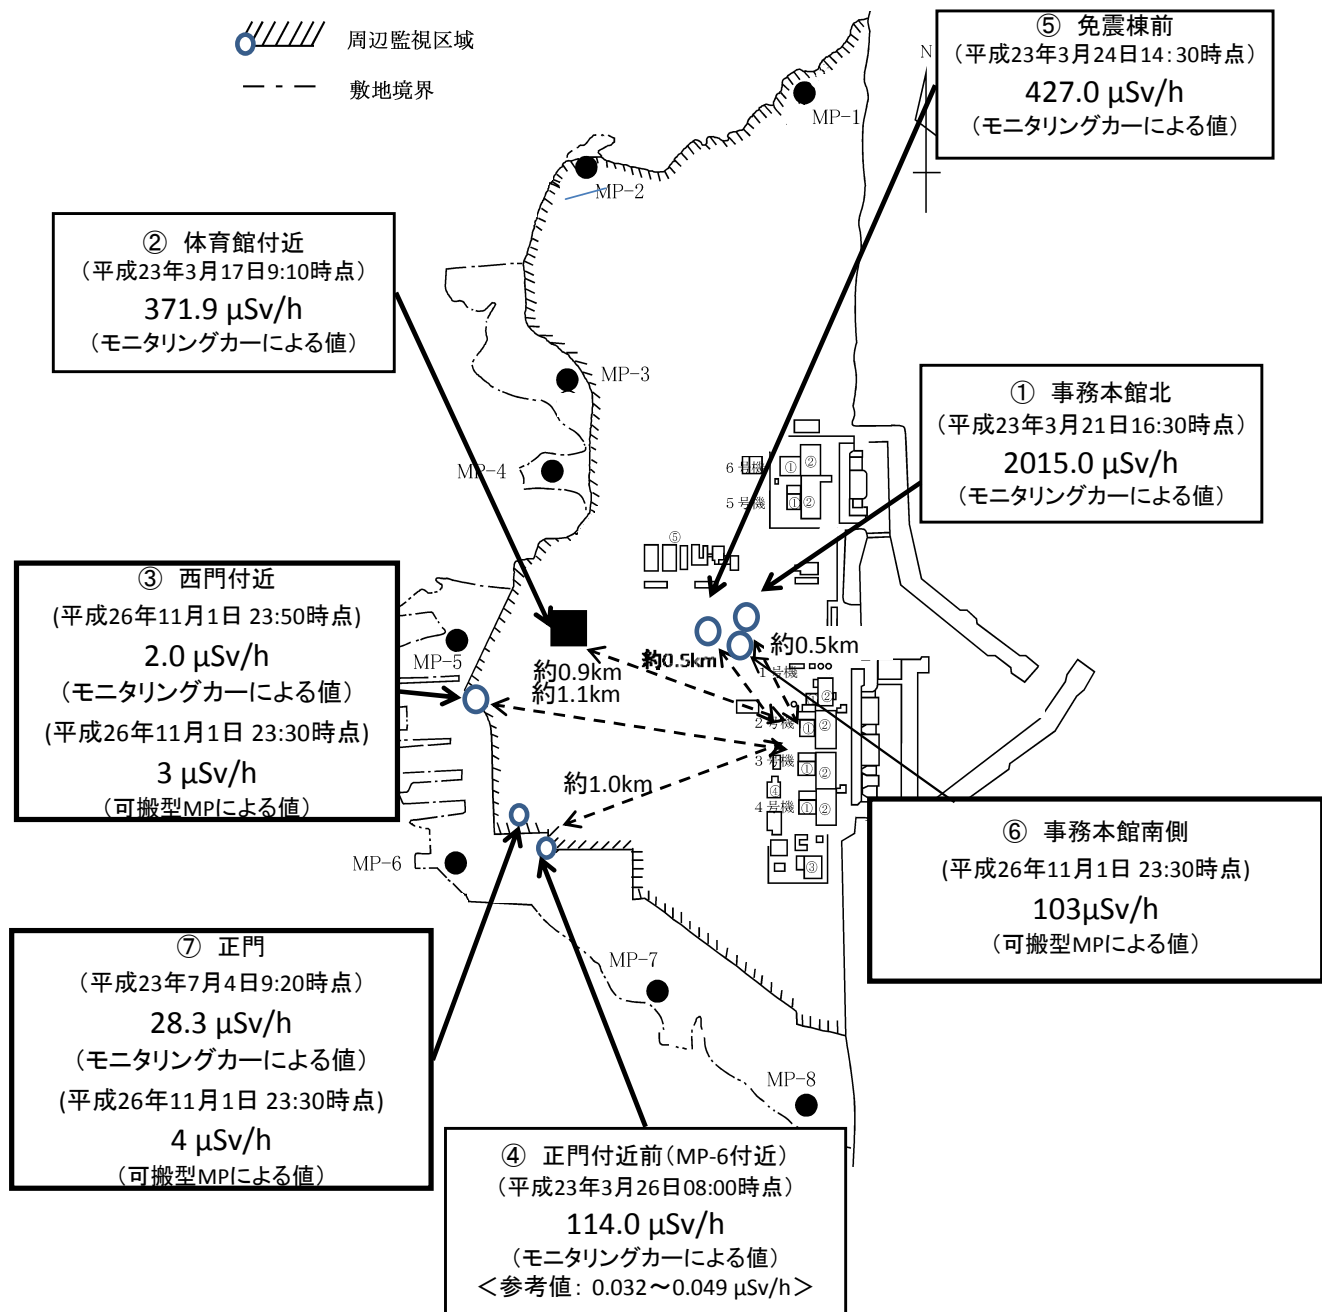 周辺監視区域
敷地境界
⑤ 免震棟前
（平成23年3月24日14：30時点）
427.0 μSv/h
（モニタリングカーによる値）
N
MP-1
MP-2
② 体育館付近
（平成23年3月17日9:10時点）
371.9 μSv/h
（モニタリングカーによる値）
MP-3
MP-4
① 事務本館北
（平成23年3月21日16:30時点）
2015.0 μSv/h
（モニタリングカーによる値）
6号機
① ②
5号機
① ②
⑤
③ 西門付近
(平成26年11月1日 23:50時点)
2.0 μSv/h
（モニタリングカーによる値）
(平成26年11月1日 23:30時点)
3 μSv/h
（可搬型MPによる値）
MP-5
約0.9km
約1.1km
約0.5km
約0.5km
1号機
②
2号機
① ②
3号機
① ②
④
4号機
① ②
③
約1.0km
MP-6
⑥ 事務本館南側
(平成26年11月1日 23:30時点)
103μSv/h
（可搬型MPによる値）
⑦ 正門
（平成23年7月4日9:20時点）
28.3 μSv/h
（モニタリングカーによる値）
(平成26年11月1日 23:30時点)
4 μSv/h
（可搬型MPによる値）
MP-7
MP-8
④ 正門付近前（MP-6付近）
（平成23年3月26日08:00時点）
114.0 μSv/h
（モニタリングカーによる値）
＜参考値：0.032～0.049 μSv/h＞